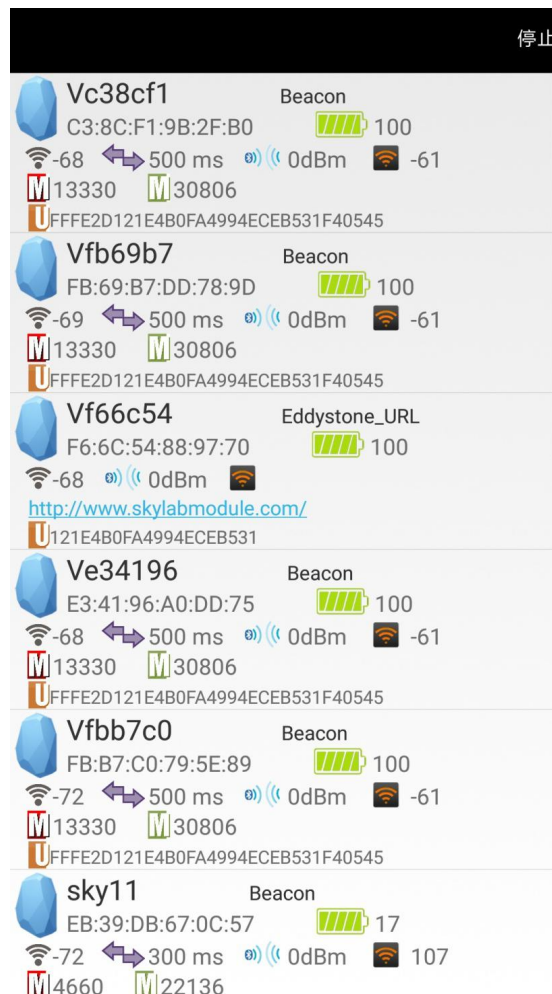 停止
Vc38cf1 Beacon
C3:8C:F1:9B:2F:B0 100
-68 500 ms 0dBm -61
M 13330 M 30806
U FFFE2D121E4B0FA4994ECEB531F40545
Vfb69b7 Beacon
FB:69:B7:DD:78:9D 100
-69 500 ms 0dBm -61
M 13330 M 30806
U FFFE2D121E4B0FA4994ECEB531F40545
Vf66c54 Eddystone_URL
F6:6C:54:88:97:70 100
-68 0dBm
http://www.skylabmodule.com/
U 121E4B0FA4994ECEB531
Ve34196 Beacon
E3:41:96:A0:DD:75 100
-68 500 ms 0dBm -61
M 13330 M 30806
U FFFE2D121E4B0FA4994ECEB531F40545
Vfbb7c0 Beacon
FB:B7:C0:79:5E:89 100
-72 500 ms 0dBm -61
M 13330 M 30806
U FFFE2D121E4B0FA4994ECEB531F40545
sky11 Beacon
EB:39:DB:67:0C:57 17
-72 300 ms 0dBm 107
M 4660 M 22136